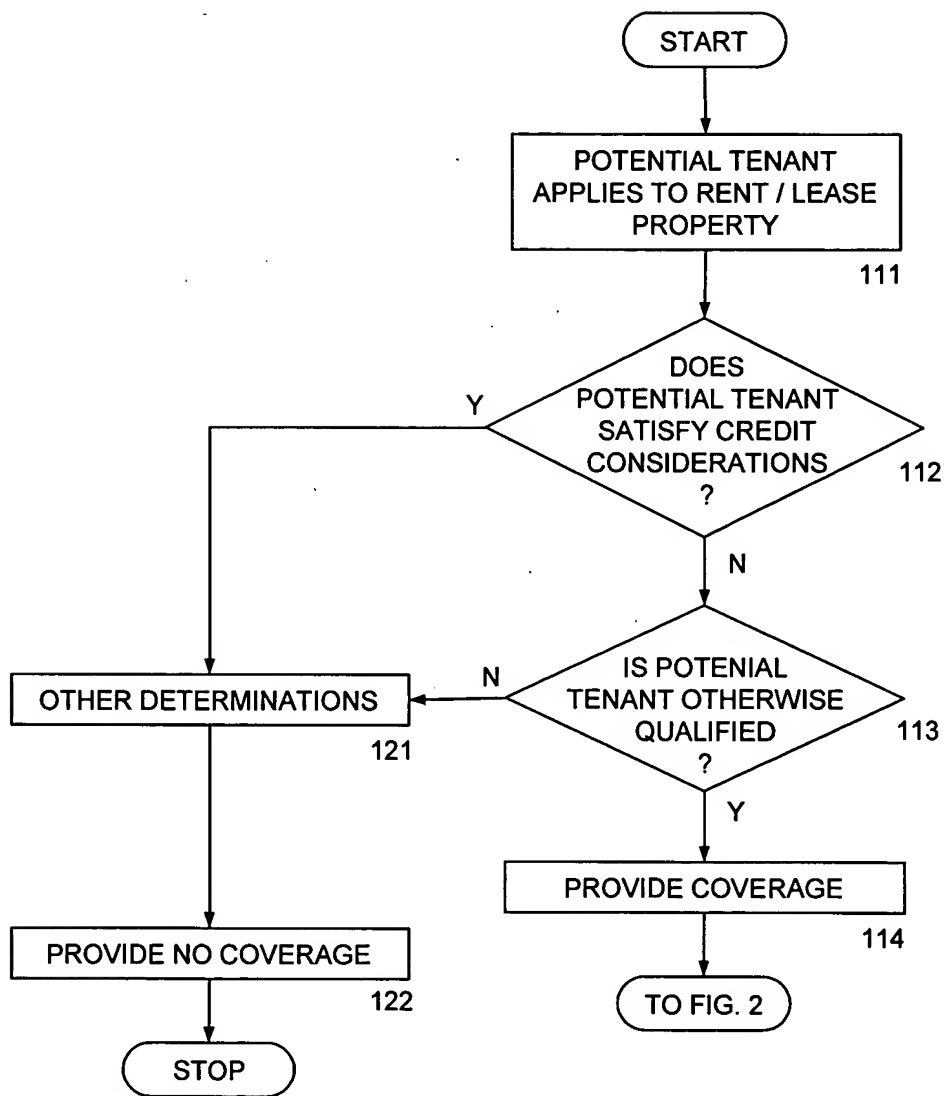 START
POTENTIAL TENANT
APPLIES TO RENT / LEASE
PROPERTY
111
DOES
POTENTIAL TENANT
SATISFY CREDIT
CONSIDERATIONS
?
Y
112
N
IS POTENIAL
TENANT OTHERWISE
QUALIFIED
?
N
113
OTHER DETERMINATIONS
121
Y
PROVIDE COVERAGE
114
PROVIDE NO COVERAGE
122
TO FIG. 2
STOP